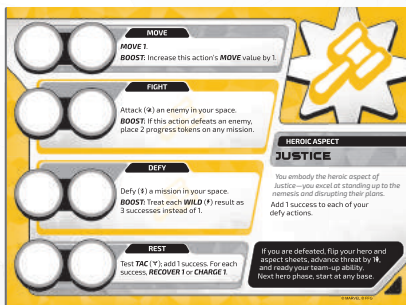 MOVE
MOVE 1.
BOOST: Increase this action's MOVE value by 1.
FIGHT
Attack () an enemy in your space.
BOOST: If this action defeats an enemy,
place 2 progress tokens on any mission.
DEFY
Defy () a mission in your space.
BOOST: Treat each WILD () result as
3 successes instead of 1.
REST
Test TAC (); add 1 success. For each
success, RECOVER 1 or CHARGE 1.
HEROIC ASPECT
JUSTICE
You embody the heroic aspect of
Justice—you excel at standing up to the
nemesis and disrupting their plans.
Add 1 success to each of your
defy actions.
If you are defeated, flip your hero and
aspect sheets, advance threat by 1,
and ready your team-up ability.
Next hero phase, start at any base.
© MARVEL © FFG